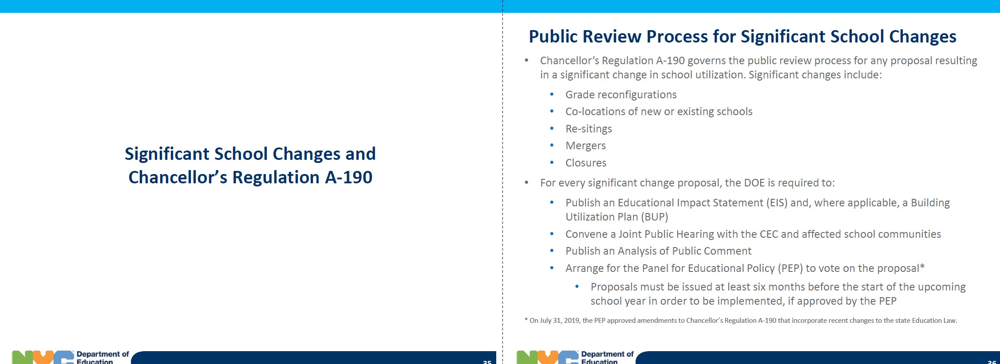 Significant School Changes and
Chancellor’s Regulation A-190
NYC
Department of
Education
35
Public Review Process for Significant School Changes
• Chancellor’s Regulation A-190 governs the public review process for any proposal resulting
in a significant change in school utilization. Significant changes include:
• Grade reconfigurations
• Co-locations of new or existing schools
• Re-sitings
• Mergers
• Closures
• For every significant change proposal, the DOE is required to:
• Publish an Educational Impact Statement (EIS) and, where applicable, a Building
Utilization Plan (BUP)
• Convene a Joint Public Hearing with the CEC and affected school communities
• Publish an Analysis of Public Comment
• Arrange for the Panel for Educational Policy (PEP) to vote on the proposal*
• Proposals must be issued at least six months before the start of the upcoming
school year in order to be implemented, if approved by the PEP
* On July 31, 2019, the PEP approved amendments to Chancellor’s Regulation A-190 that incorporate recent changes to the state Education Law.
NYC
Department of
Education
36